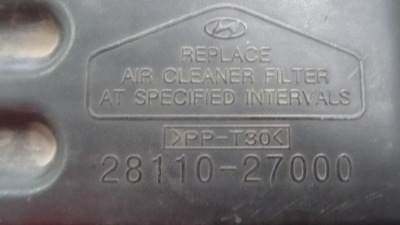 REPLACE
AIR CLEANER FILTER
AT SPECIFIED INTERVALS
>PP-T30<
28110-27000